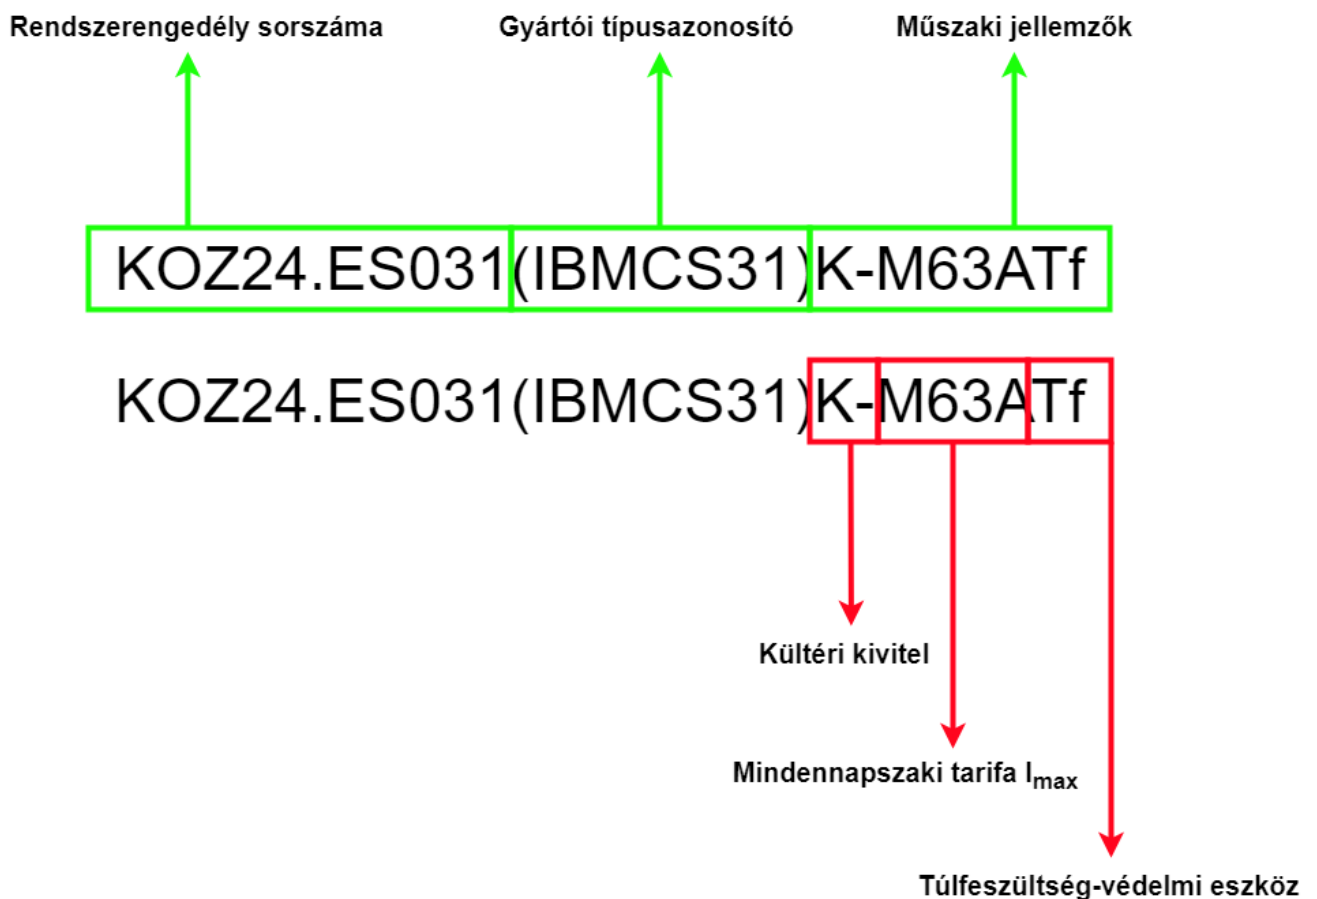 Rendszerengedély sorszáma Gyártói típusazonosító Műszaki jellemzők
KOZ24.ES031(IBMCS31)K-M63ATf
KOZ24.ES031(IBMCS31)K-M63ATf
Kültéri kivitel
Mindennapszaki tarifa Imax
Túlfeszültség-védelmi eszköz